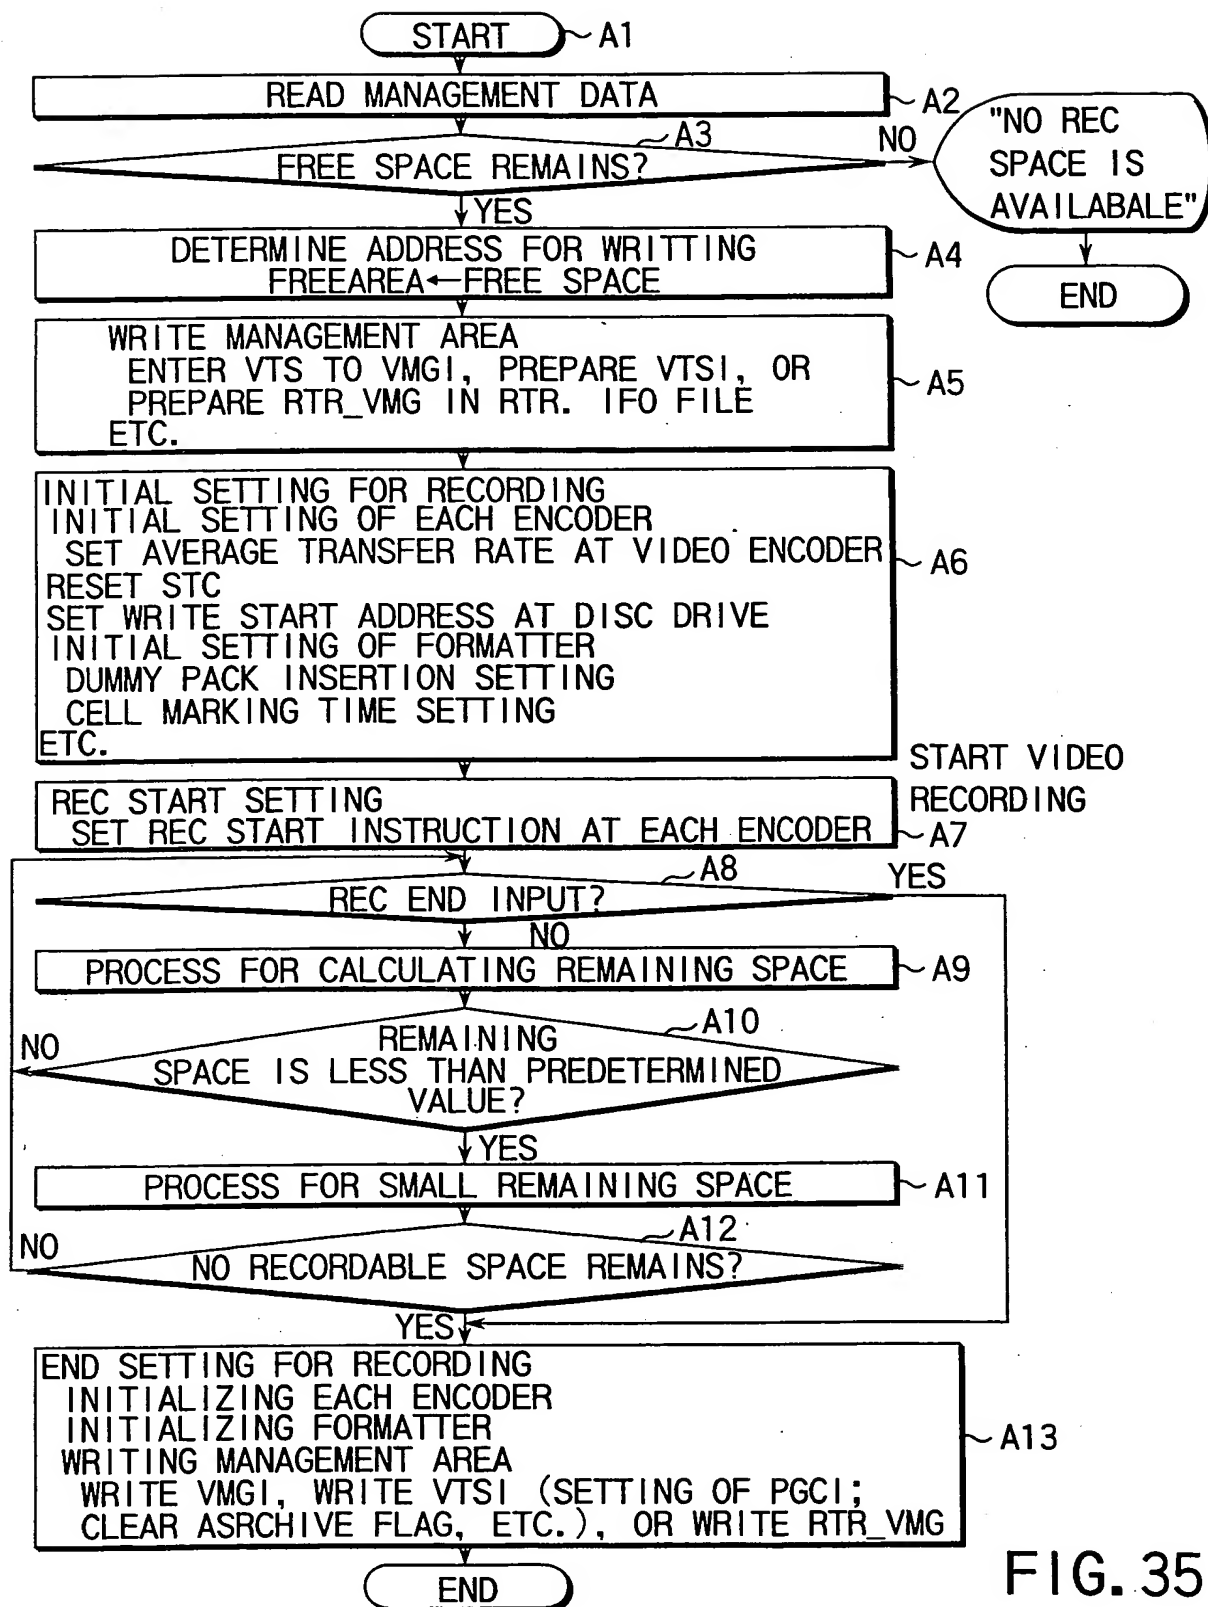 START
A1
READ MANAGEMENT DATA
A2
A3
FREE SPACE REMAINS?
NO
"NO REC
SPACE IS
AVAILABALE"
END
YES
DETERMINE ADDRESS FOR WRITTING
FREEAREA←FREE SPACE
A4
WRITE MANAGEMENT AREA
ENTER VTS TO VMGI, PREPARE VTSI, OR
PREPARE RTR_VMG IN RTR. IFO FILE
ETC.
A5
INITIAL SETTING FOR RECORDING
INITIAL SETTING OF EACH ENCODER
SET AVERAGE TRANSFER RATE AT VIDEO ENCODER
RESET STC
SET WRITE START ADDRESS AT DISC DRIVE
INITIAL SETTING OF FORMATTER
DUMMY PACK INSERTION SETTING
CELL MARKING TIME SETTING
ETC.
A6
START VIDEO
RECORDING
REC START SETTING
SET REC START INSTRUCTION AT EACH ENCODER
A7
A8
REC END INPUT?
YES
NO
PROCESS FOR CALCULATING REMAINING SPACE
A9
A10
REMAINING
SPACE IS LESS THAN PREDETERMINED
VALUE?
NO
YES
PROCESS FOR SMALL REMAINING SPACE
A11
A12
NO RECORDABLE SPACE REMAINS?
NO
YES
END SETTING FOR RECORDING
INITIALIZING EACH ENCODER
INITIALIZING FORMATTER
WRITING MANAGEMENT AREA
WRITE VMGI, WRITE VTSI (SETTING OF PGCI;
CLEAR ASRCHIVE FLAG, ETC.), OR WRITE RTR_VMG
A13
END
FIG. 35